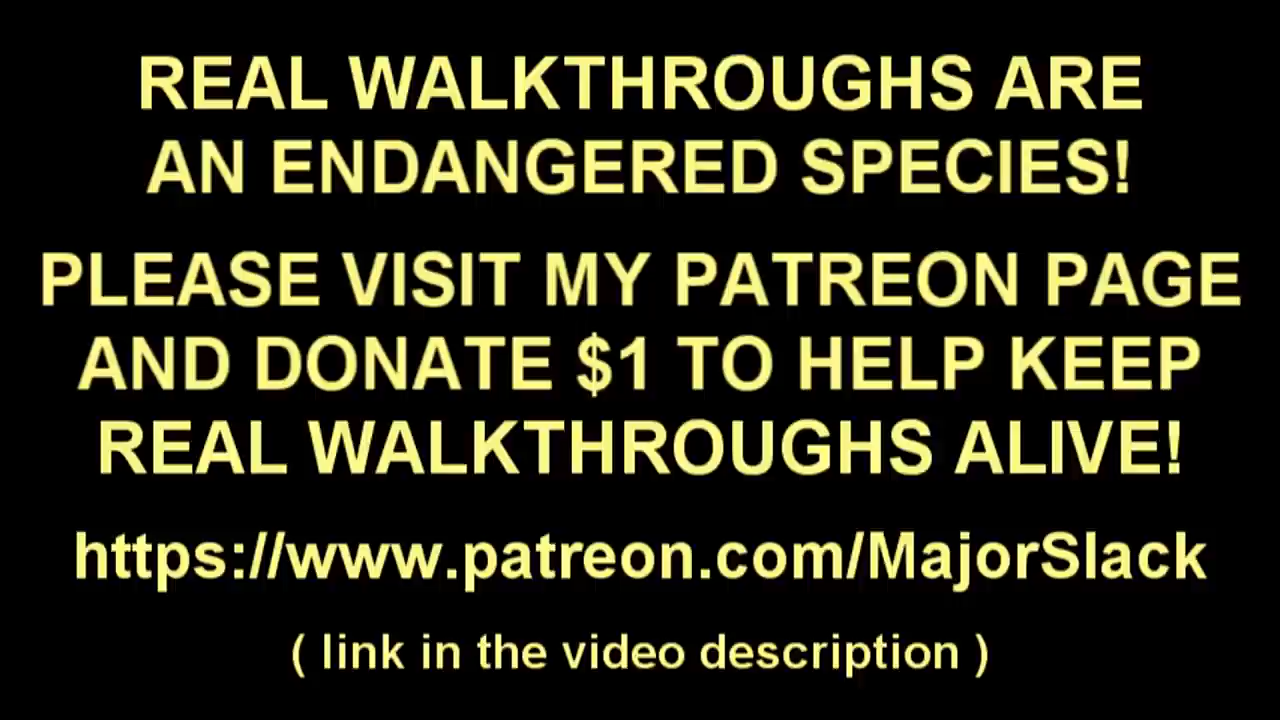 REAL WALKTHROUGHS ARE
AN ENDANGERED SPECIES!
PLEASE VISIT MY PATREON PAGE
AND DONATE $1 TO HELP KEEP
REAL WALKTHROUGHS ALIVE!
https://www.patreon.com/MajorSlack
( link in the video description )